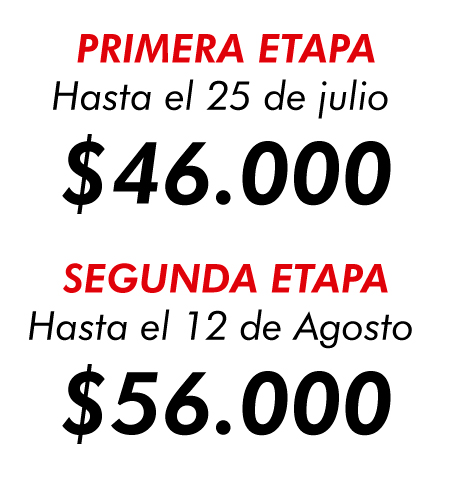 PRIMERA ETAPA
Hasta el 25 de julio
$46.000
SEGUNDA ETAPA
Hasta el 12 de Agosto
$56.000